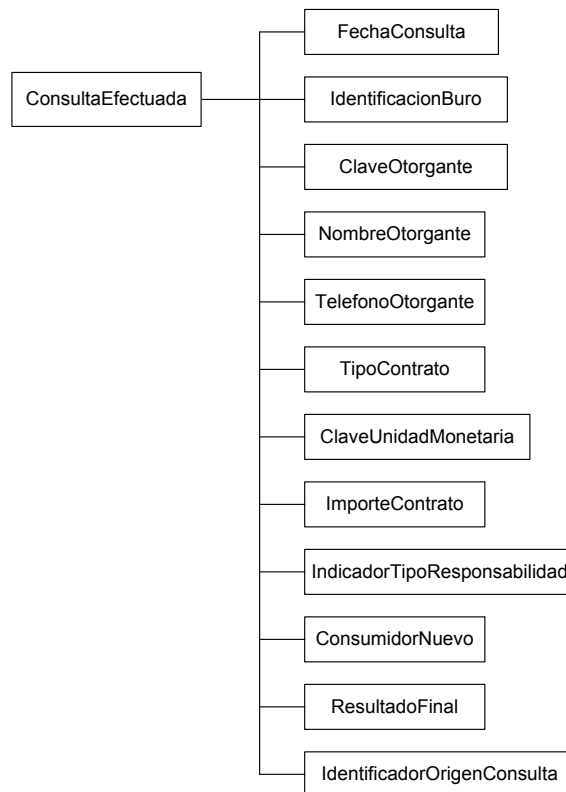 FechaConsulta
ConsultaEfectuada
IdentificacionBuro
ClaveOtorgante
NombreOtorgante
TelefonoOtorgante
TipoContrato
ClaveUnidadMonetaria
ImporteContrato
IndicadorTipoResponsabilidad
ConsumidorNuevo
ResultadoFinal
IdentificadorOrigenConsulta